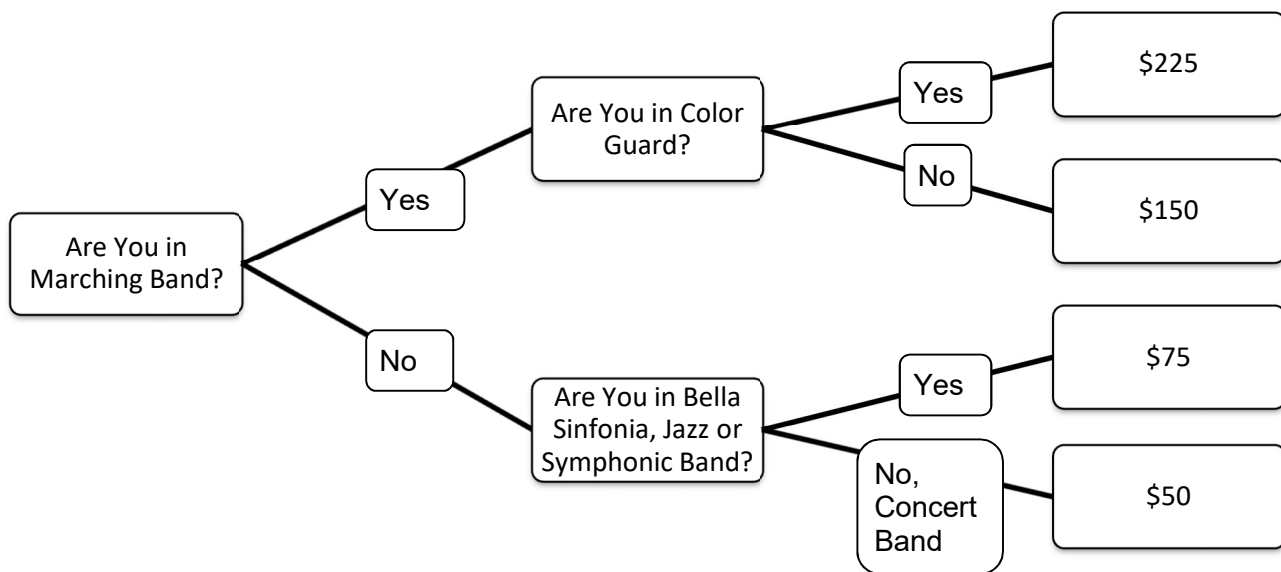 Are You in
Marching Band?
Yes
Are You in Color
Guard?
Yes
$225
No
$150
No
Are You in Bella
Sinfonia, Jazz or
Symphonic Band?
Yes
$75
No,
Concert
Band
$50